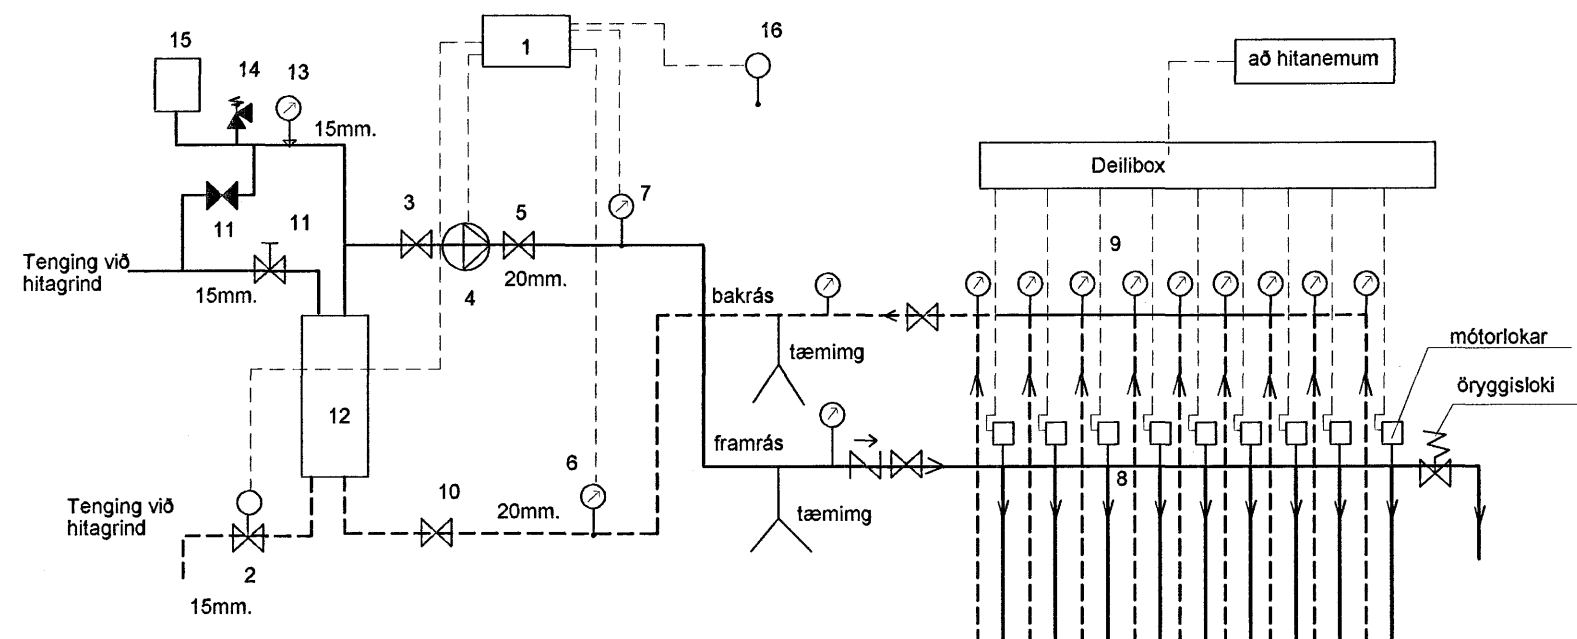 15
14
13
15mm.
1
16
að hitanemum
Deilibox
11
11
3
5
7
9
Tenging við
hitagrind
15mm.
4
20mm.
bakrás
tæmimg
mótorlokar
öryggisloki
12
framrás
8
6
10
20mm.
tæmimg
Tenging við
hitagrind
2
15mm.